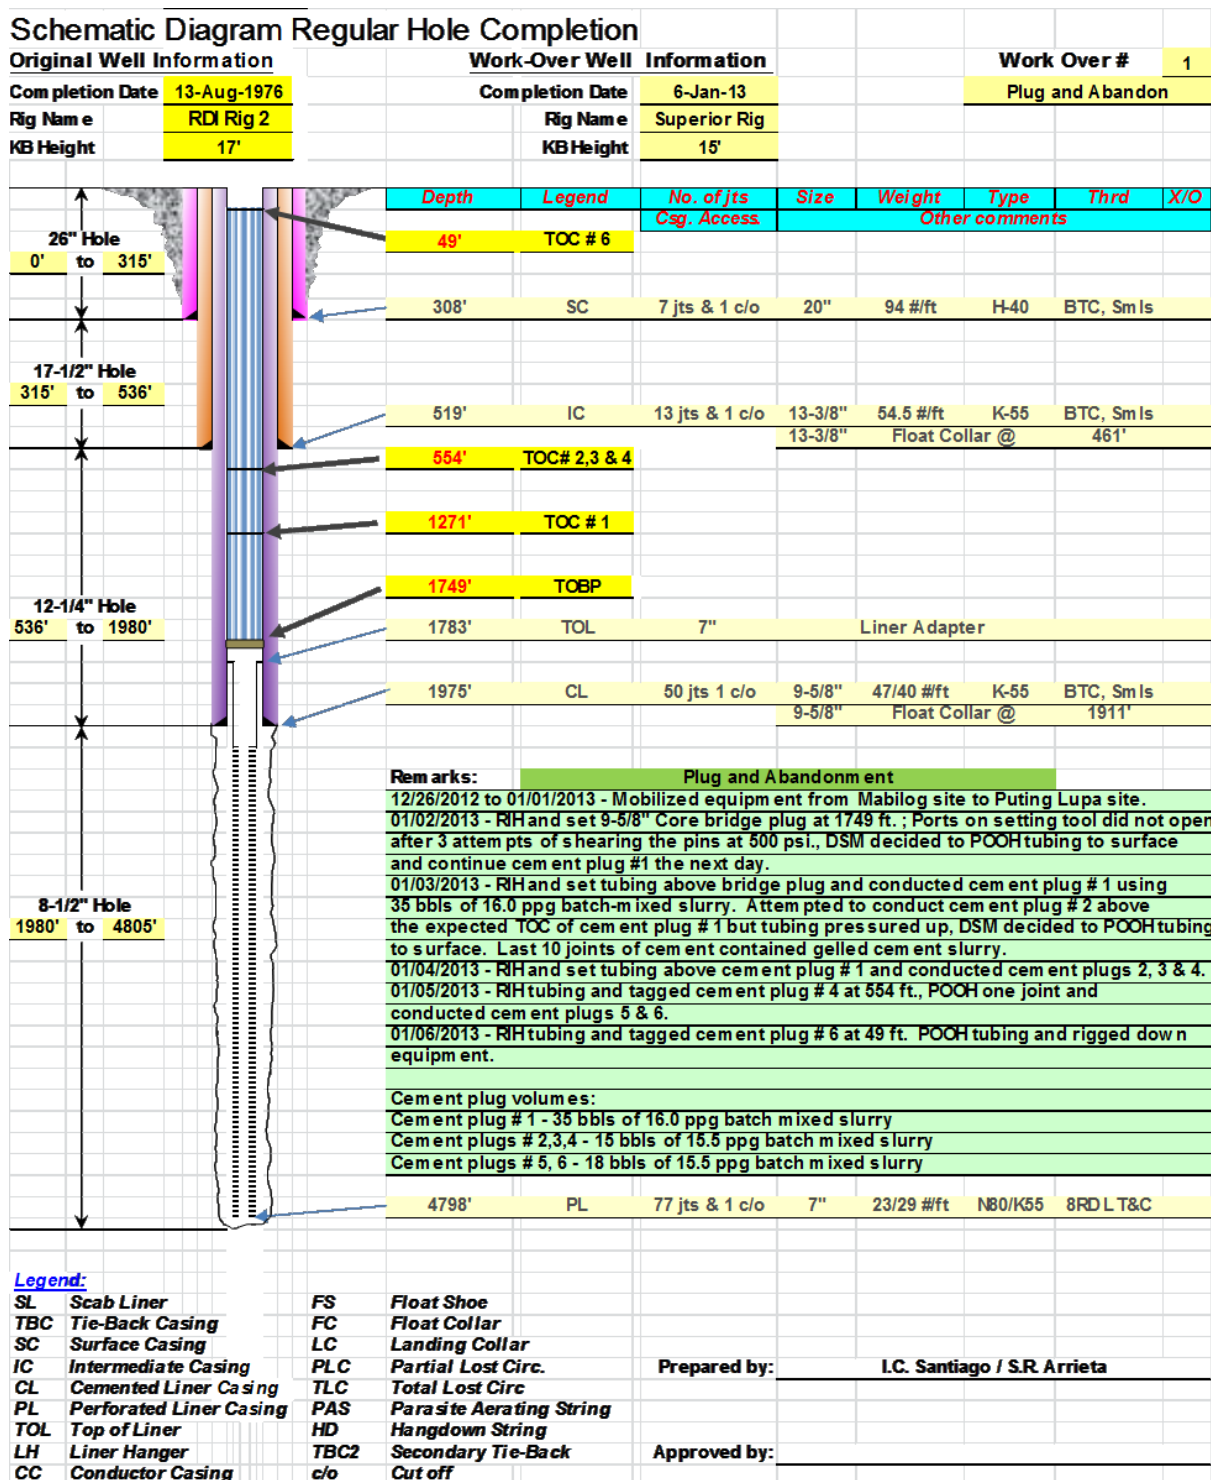 Schematic Diagram Regular Hole Completion
Original Well Information Work-Over Well Information Work Over # 1
Completion Date 13-Aug-1976 Completion Date 6-Jan-13 Plug and Abandon
Rig Name RDI Rig 2 Rig Name Superior Rig
KB Height 17' KB Height 15'
Depth Legend No. of jts Size Weight Type Thrd X/O
Csg. Access. Other comments
26" Hole 49' TOC # 6
0' to 315'
308' SC 7 jts & 1 c/o 20" 94 #/ft H-40 BTC, Smls
17-1/2" Hole
315' to 536'
519' IC 13 jts & 1 c/o 13-3/8" 54.5 #/ft K-55 BTC, Smls
13-3/8" Float Collar @ 461'
554' TOC# 2,3 & 4
1271' TOC # 1
1749' TOBP
12-1/4" Hole
536' to 1980' 1783' TOL 7" Liner Adapter
1975' CL 50 jts 1 c/o 9-5/8" 47/40 #/ft K-55 BTC, Smls
9-5/8" Float Collar @ 1911'
Remarks: Plug and Abandonment
12/26/2012 to 01/01/2013 - Mobilized equipment from Mabilog site to Puting Lupa site.
01/02/2013 - RIH and set 9-5/8" Core bridge plug at 1749 ft. ; Ports on setting tool did not open
after 3 attempts of shearing the pins at 500 psi., DSM decided to POOH tubing to surface
and continue cement plug #1 the next day.
01/03/2013 - RIH and set tubing above bridge plug and conducted cement plug # 1 using
8-1/2" Hole 35 bbls of 16.0 ppg batch-mixed slurry. Attempted to conduct cement plug # 2 above
1980' to 4805' the expected TOC of cement plug # 1 but tubing pressured up, DSM decided to POOH tubing
to surface. Last 10 joints of cement contained gelled cement slurry.
01/04/2013 - RIH and set tubing above cement plug # 1 and conducted cement plugs 2, 3 & 4.
01/05/2013 - RIH tubing and tagged cement plug # 4 at 554 ft., POOH one joint and
conducted cement plugs 5 & 6.
01/06/2013 - RIH tubing and tagged cement plug # 6 at 49 ft. POOH tubing and rigged down
equipment.
Cement plug volumes:
Cement plug # 1 - 35 bbls of 16.0 ppg batch mixed slurry
Cement plugs # 2,3,4 - 15 bbls of 15.5 ppg batch mixed slurry
Cement plugs # 5, 6 - 18 bbls of 15.5 ppg batch mixed slurry
4798' PL 77 jts & 1 c/o 7" 23/29 #/ft N80/K55 8RD LT&C
Legend:
SL Scab Liner FS Float Shoe
TBC Tie-Back Casing FC Float Collar
SC Surface Casing LC Landing Collar
IC Intermediate Casing PLC Partial Lost Circ. Prepared by: I.C. Santiago / S.R. Arrieta
CL Cemented Liner Casing TLC Total Lost Circ
PL Perforated Liner Casing PAS Parasite Aerating String
TOL Top of Liner HD Hangdown String
LH Liner Hanger TBC2 Secondary Tie-Back Approved by:
CC Conductor Casing c/o Cut off